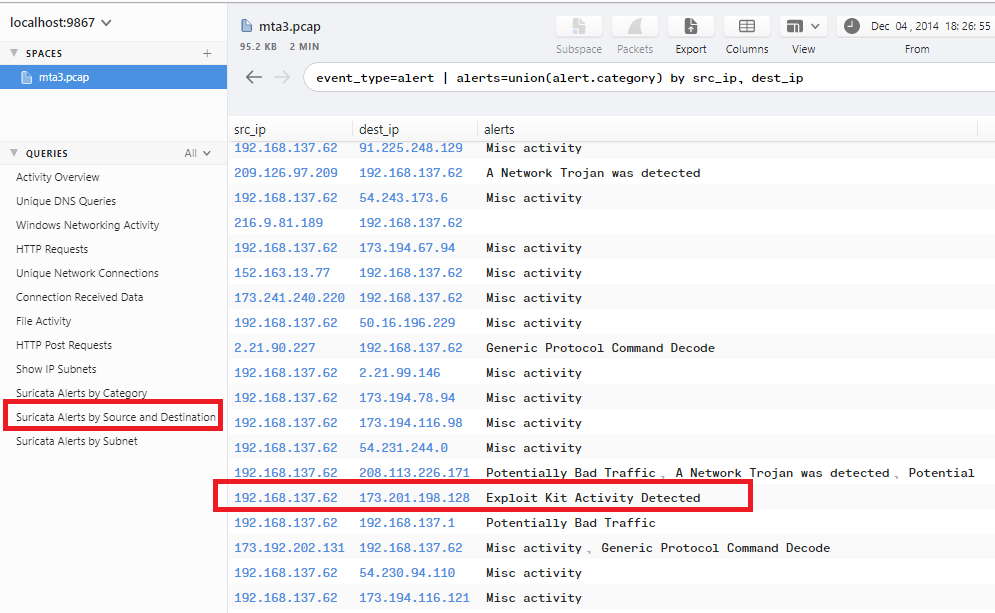 localhost:9867
SPACES +
mta3.pcap
QUERIES All
Activity Overview
Unique DNS Queries
Windows Networking Activity
HTTP Requests
Unique Network Connections
Connection Received Data
File Activity
HTTP Post Requests
Show IP Subnets
Suricata Alerts by Category
Suricata Alerts by Source and Destination
Suricata Alerts by Subnet
mta3.pcap
95.2 KB 2 MIN
Subspace Packets Export Columns View
Dec 04, 2014 18:26:55
From
event_type=alert | alerts=union(alert.category) by src_ip, dest_ip
src_ip dest_ip alerts
192.168.137.62 91.225.248.129 Misc activity
209.126.97.209 192.168.137.62 A Network Trojan was detected
192.168.137.62 54.243.173.6 Misc activity
216.9.81.189 192.168.137.62
192.168.137.62 173.194.67.94 Misc activity
152.163.13.77 192.168.137.62 Misc activity
173.241.240.220 192.168.137.62 Misc activity
192.168.137.62 50.16.196.229 Misc activity
2.21.90.227 192.168.137.62 Generic Protocol Command Decode
192.168.137.62 2.21.99.146 Misc activity
192.168.137.62 173.194.78.94 Misc activity
192.168.137.62 173.194.116.98 Misc activity
192.168.137.62 54.231.244.0 Misc activity
192.168.137.62 208.113.226.171 Potentially Bad Traffic, A Network Trojan was detected, Potential
192.168.137.62 173.201.198.128 Exploit Kit Activity Detected
192.168.137.62 192.168.137.1 Potentially Bad Traffic
173.192.202.131 192.168.137.62 Misc activity, Generic Protocol Command Decode
192.168.137.62 54.230.94.110 Misc activity
192.168.137.62 173.194.116.121 Misc activity